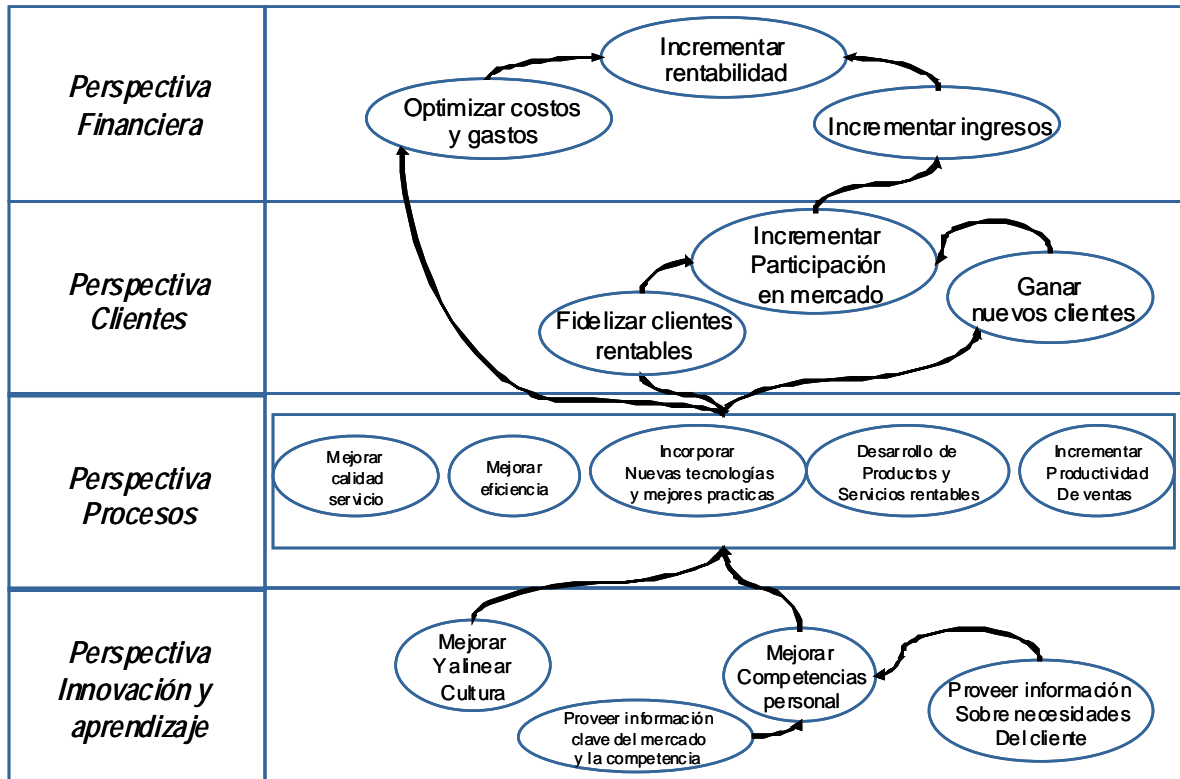 Perspectiva
Financiera
Incrementar
rentabilidad
Optimizar costos
y gastos
Incrementar ingresos
Perspectiva
Clientes
Incrementar
Participación
en mercado
Ganar
nuevos clientes
Fidelizar clientes
rentables
Perspectiva
Procesos
Mejorar
calidad
servicio
Mejorar
eficiencia
Incorporar
Nuevas tecnologías
y mejores practicas
Desarrollo de
Productos y
Servicios rentables
Incrementar
Productividad
De ventas
Perspectiva
Innovación y
aprendizaje
Mejorar
Yalinear
Cultura
Mejorar
Competencias
personal
Proveer información
clave del mercado
y la competencia
Proveer información
Sobre necesidades
Del cliente